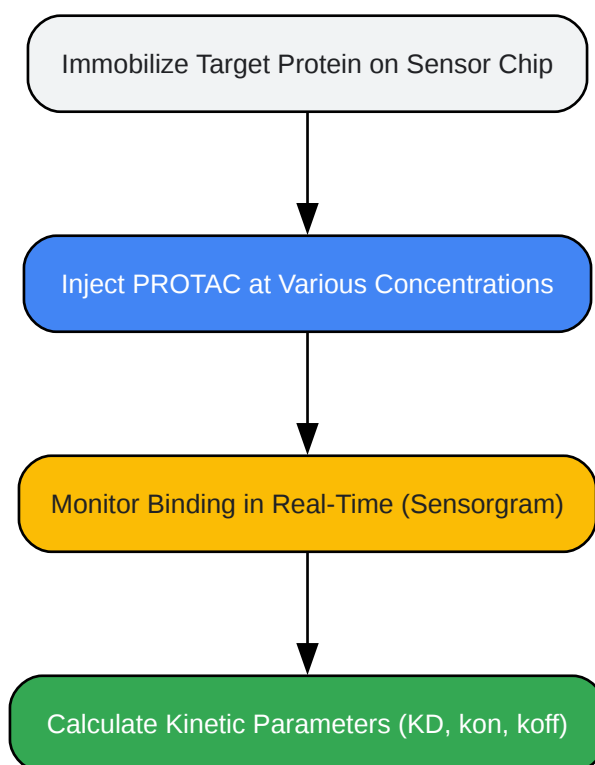 Immobilize Target Protein on Sensor Chip
Inject PROTAC at Various Concentrations
Monitor Binding in Real-Time (Sensorgram)
Calculate Kinetic Parameters (KD, kon, koff)